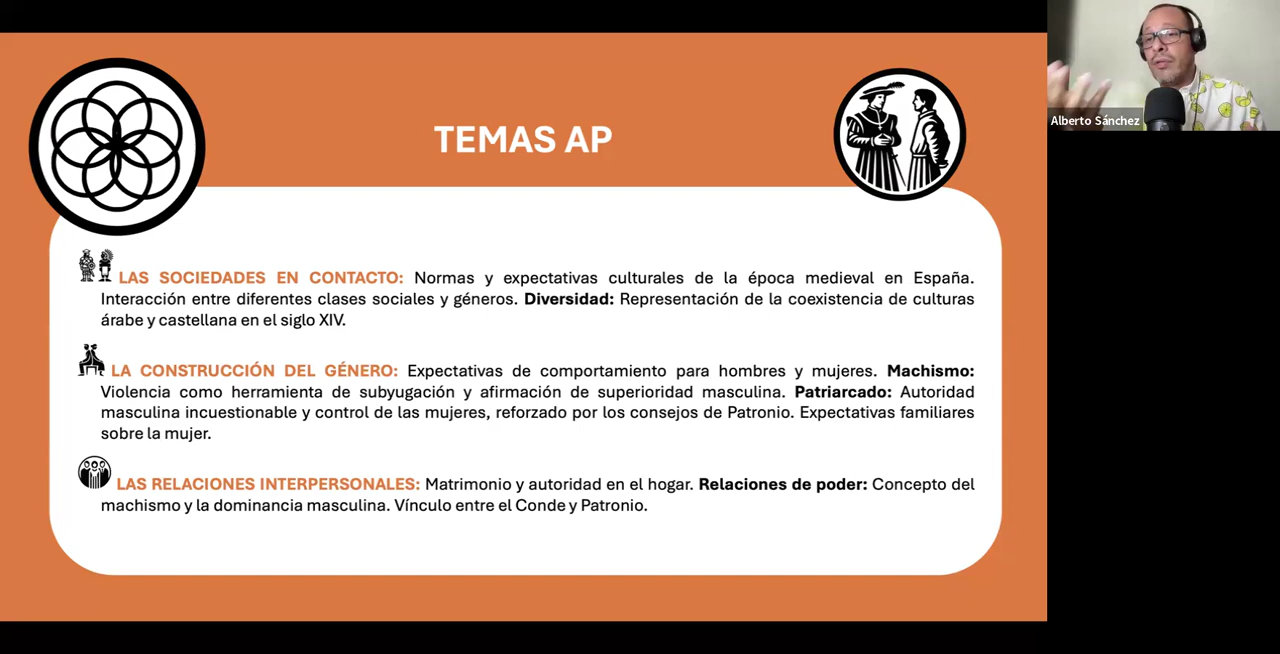 TEMAS AP
Alberto Sánchez
LAS SOCIEDADES EN CONTACTO: Normas y expectativas culturales de la época medieval en España.
Interacción entre diferentes clases sociales y géneros. Diversidad: Representación de la coexistencia de culturas
árabe y castellana en el siglo XIV.
LA CONSTRUCCIÓN DEL GÉNERO: Expectativas de comportamiento para hombres y mujeres. Machismo:
Violencia como herramienta de subyugación y afirmación de superioridad masculina. Patriarcado: Autoridad
masculina incuestionable y control de las mujeres, reforzado por los consejos de Patronio. Expectativas familiares
sobre la mujer.
LAS RELACIONES INTERPERSONALES: Matrimonio y autoridad en el hogar. Relaciones de poder: Concepto del
machismo y la dominancia masculina. Vínculo entre el Conde y Patronio.